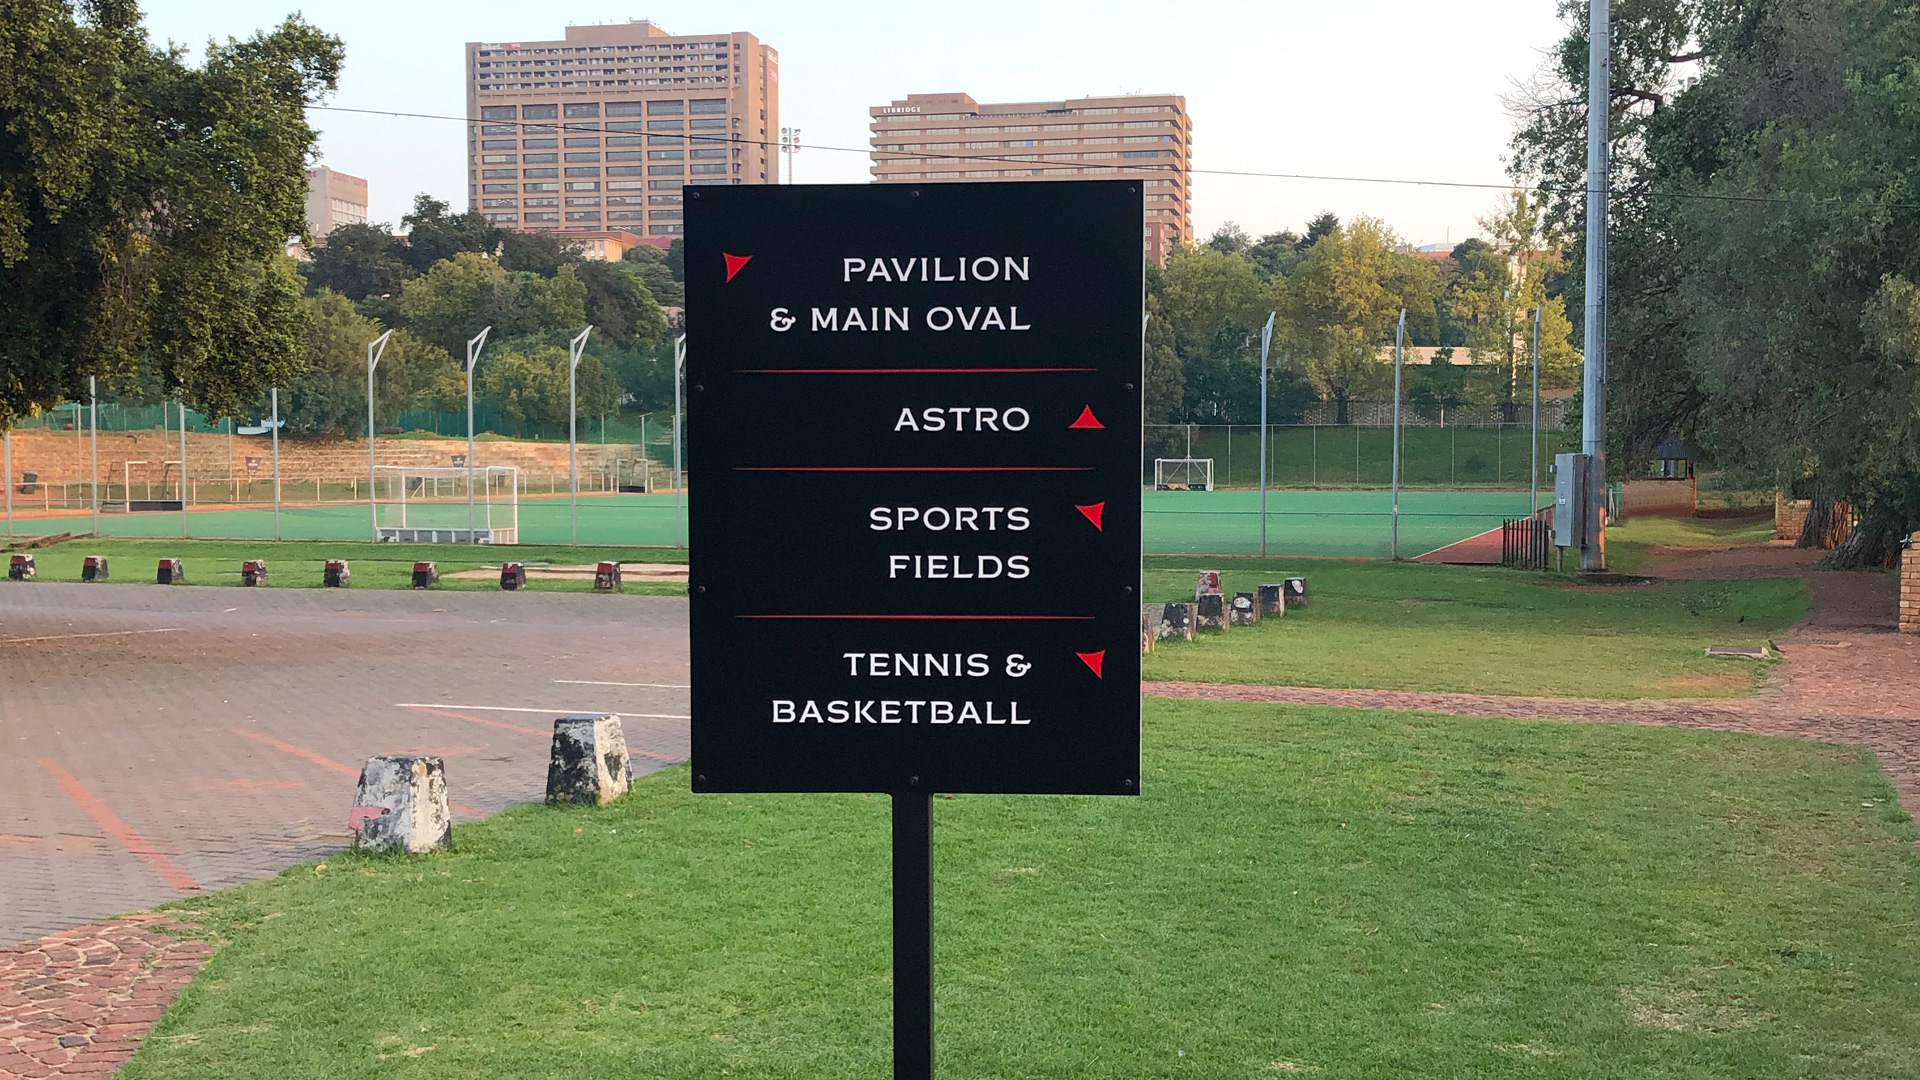 PAVILION
& MAIN OVAL
ASTRO
SPORTS
FIELDS
TENNIS &
BASKETBALL